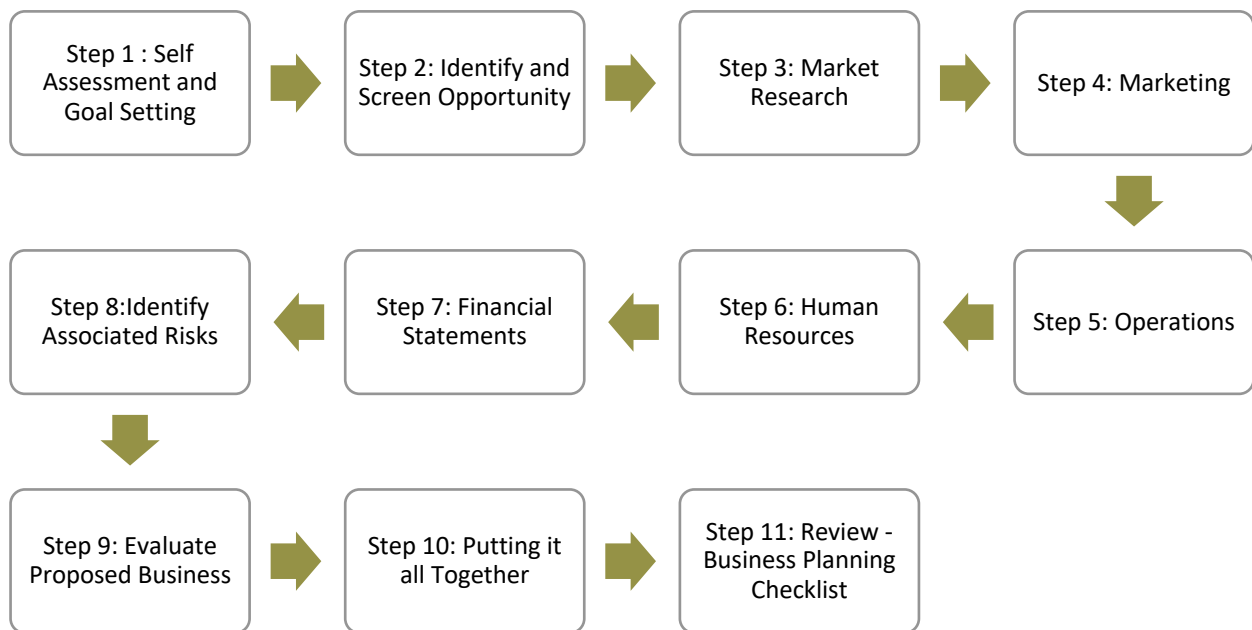 Step 1 : Self
Assessment and
Goal Setting
Step 2: Identify and
Screen Opportunity
Step 3: Market
Research
Step 4: Marketing
Step 5: Operations
Step 6: Human
Resources
Step 7: Financial
Statements
Step 8:Identify
Associated Risks
Step 9: Evaluate
Proposed Business
Step 10: Putting it
all Together
Step 11: Review -
Business Planning
Checklist